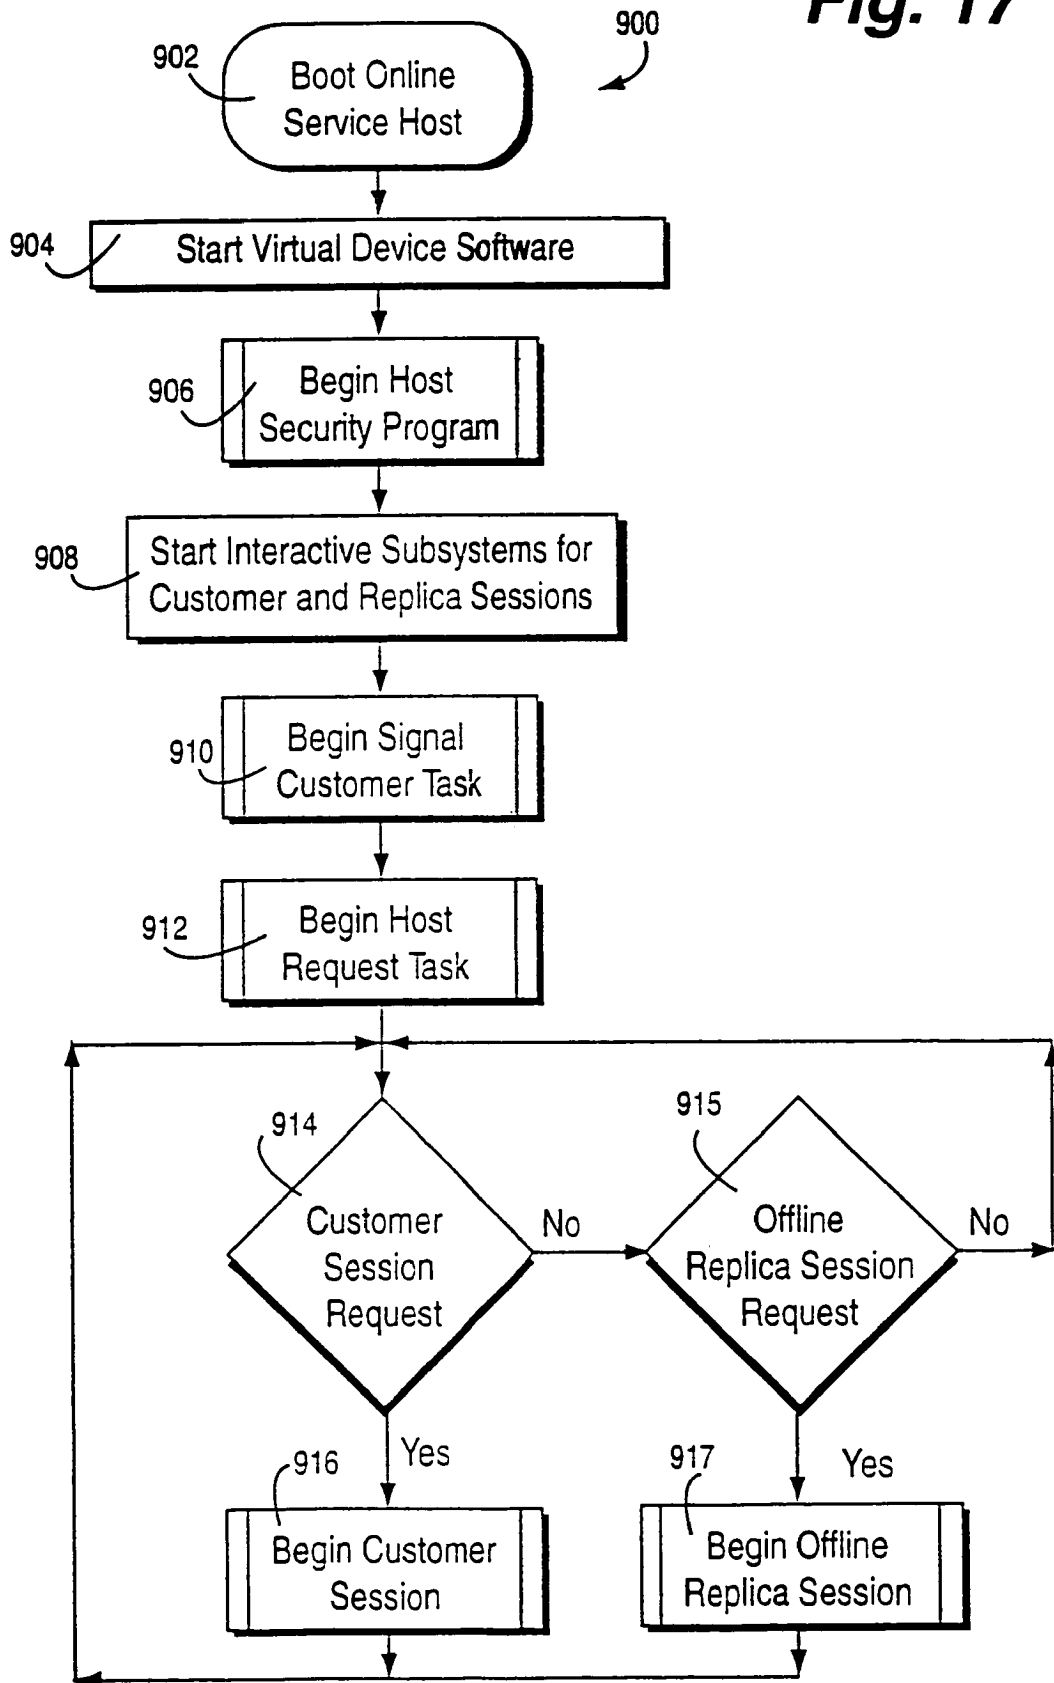 Fig. 17
900
902
Boot Online
Service Host
904
Start Virtual Device Software
906
Begin Host
Security Program
908
Start Interactive Subsystems for
Customer and Replica Sessions
910
Begin Signal
Customer Task
912
Begin Host
Request Task
914
Customer
Session
Request
No
915
Offline
Replica Session
Request
No
Yes
916
Begin Customer
Session
Yes
917
Begin Offline
Replica Session